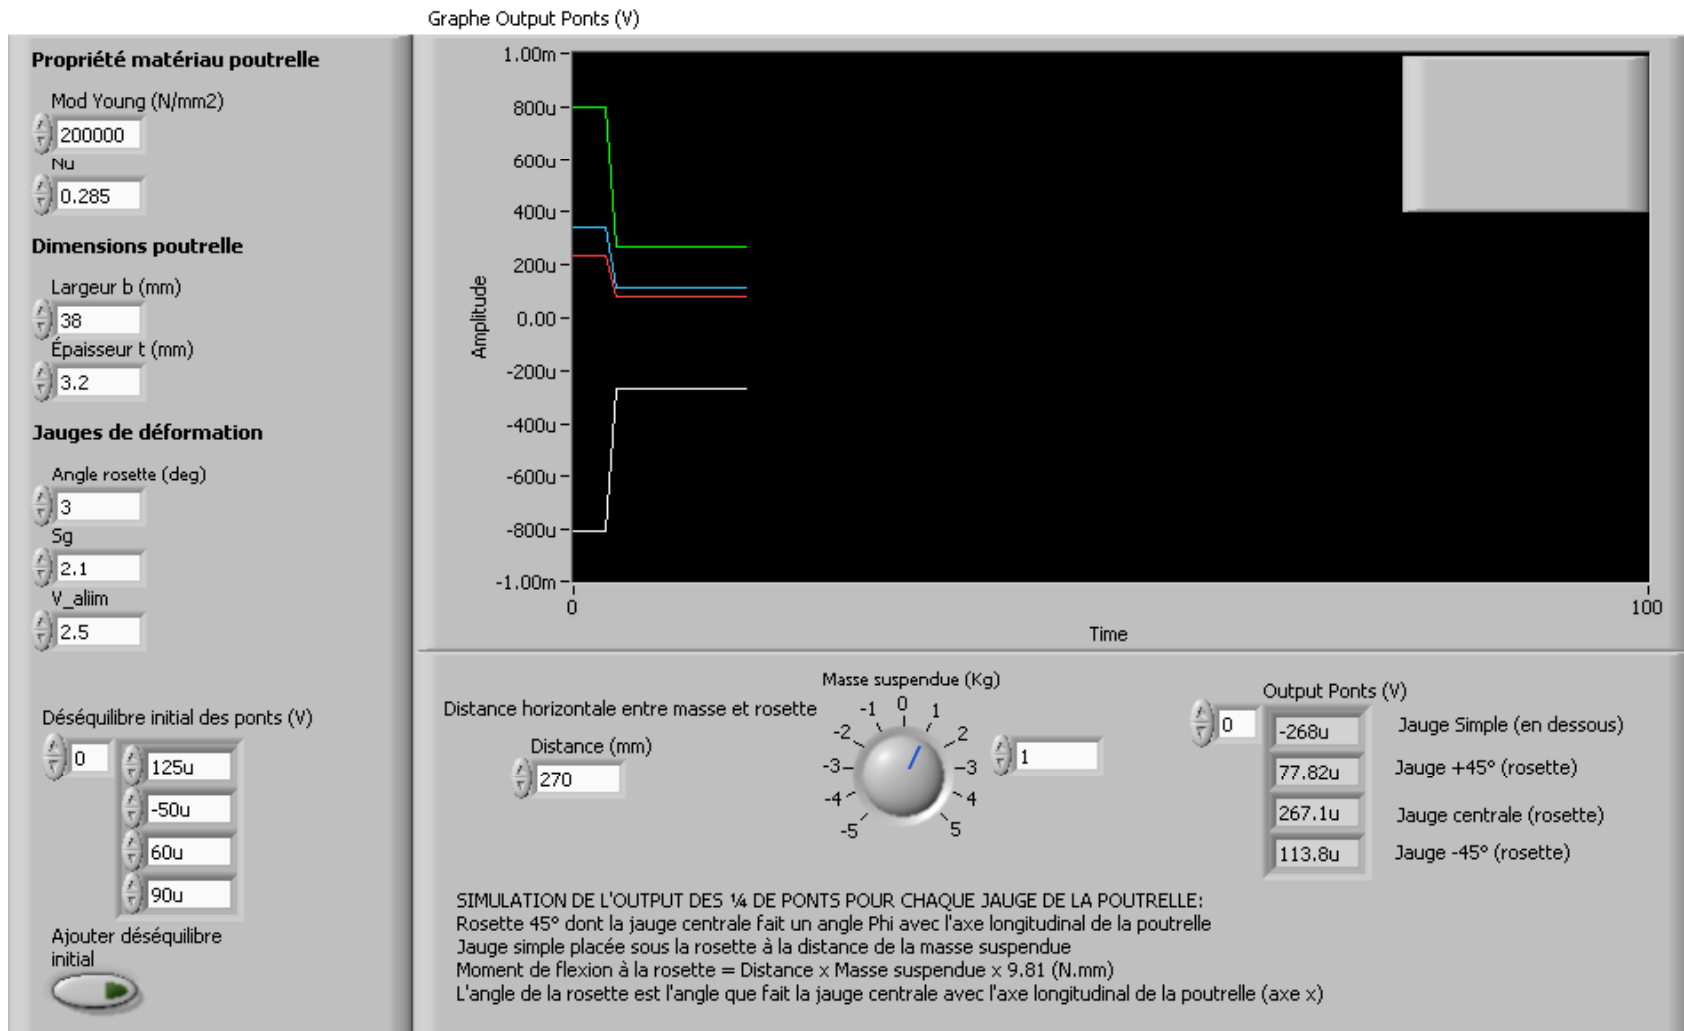 Graphe Output Ponts (V)
Propriété matériau poutrelle
Mod Young (N/mm2)
200000
Nu
0.285
Dimensions poutrelle
Largeur b (mm)
38
Épaisseur t (mm)
3.2
Jauges de déformation
Angle rosette (deg)
3
Sg
2.1
V_aliim
2.5
Déséquilibre initial des ponts (V)
0
125u
-50u
60u
90u
Ajouter déséquilibre
initial
1.00m
800u
600u
400u
200u
0.00
-200u
-400u
-600u
-800u
-1.00m
Amplitude
0
100
Time
Distance horizontale entre masse et rosette
Distance (mm)
270
Masse suspendue (Kg)
-5
-4
-3
-2
-1
0
1
2
3
4
5
1
Output Ponts (V)
0
-268u Jauge Simple (en dessous)
77.82u Jauge +45° (rosette)
267.1u Jauge centrale (rosette)
113.8u Jauge -45° (rosette)
SIMULATION DE L'OUTPUT DES ¼ DE PONTS POUR CHAQUE JAUGE DE LA POUTRELLE:
Rosette 45° dont la jauge centrale fait un angle Phi avec l'axe longitudinal de la poutrelle
Jauge simple placée sous la rosette à la distance de la masse suspendue
Moment de flexion à la rosette = Distance x Masse suspendue x 9.81 (N.mm)
L'angle de la rosette est l'angle que fait la jauge centrale avec l'axe longitudinal de la poutrelle (axe x)